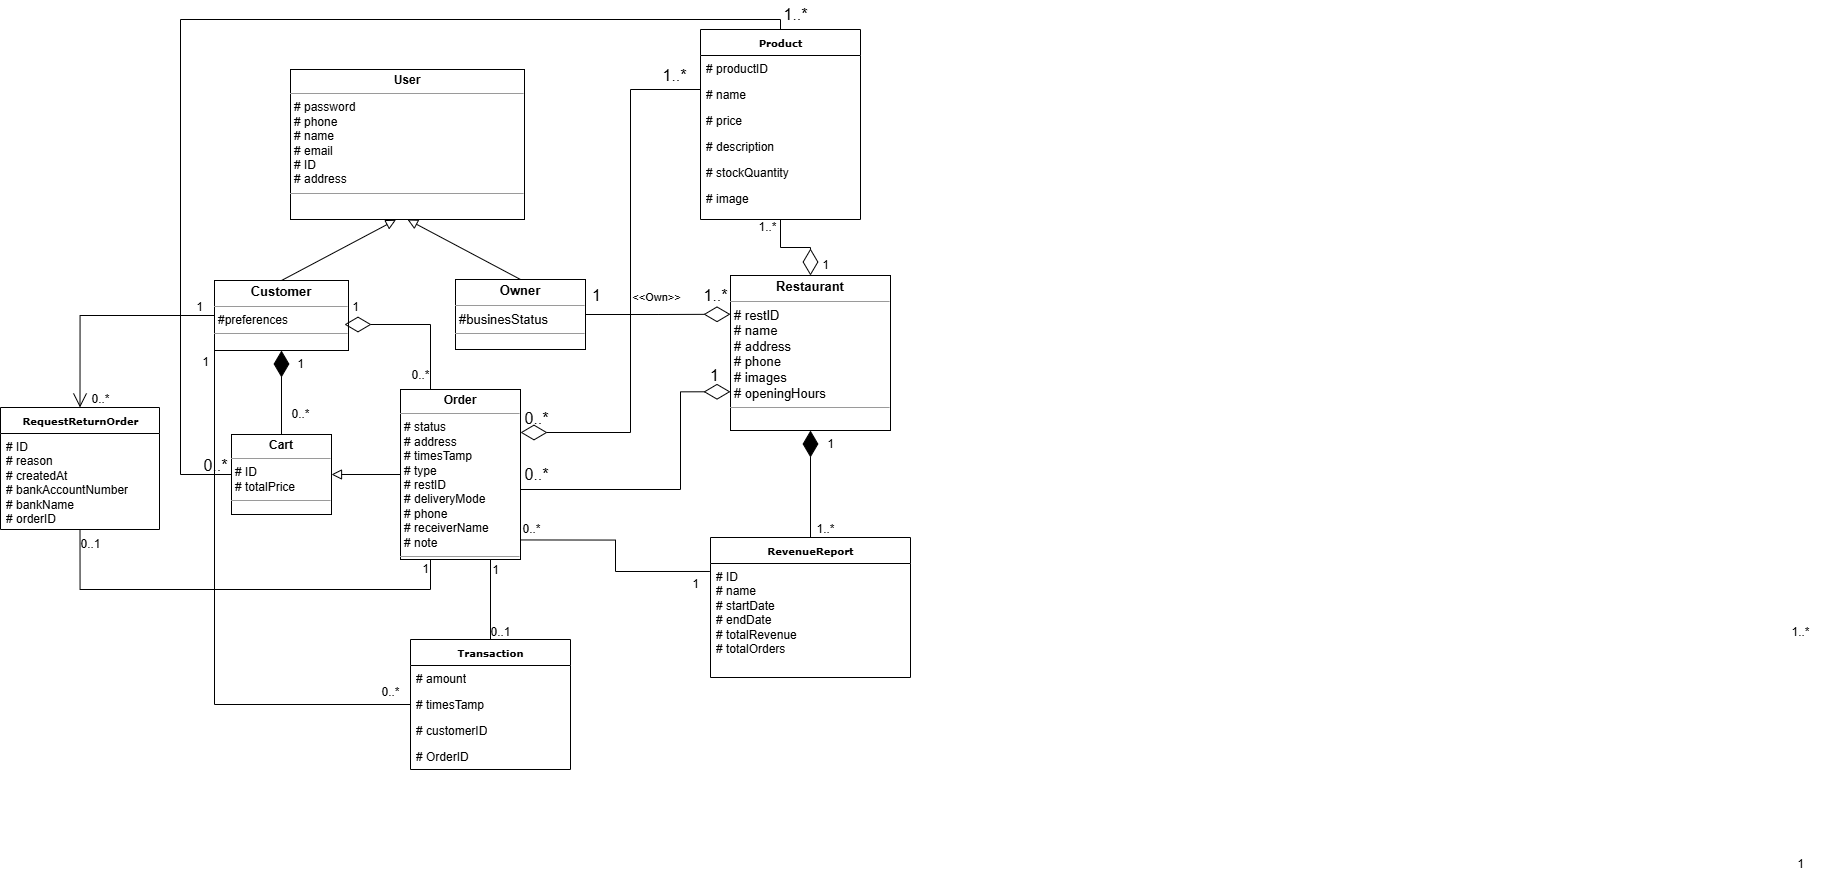 1..*
Product
# productID
# name
# price
# description
# stockQuantity
# image
1..*
User
# password
# phone
# name
# email
# ID
# address
1..*
1
Customer
#preferences
1
1
1
1
Owner
#businesStatus
1
<<Own>>
1..*
Restaurant
# restID
# name
# address
# phone
# images
# openingHours
1
1
0..*
RequestReturnOrder
# ID
# reason
# createdAt
# bankAccountNumber
# bankName
# orderID
0..1
0..*
Cart
# ID
# totalPrice
0..*
0..*
Order
# status
# address
# timesTamp
# type
# restID
# deliveryMode
# phone
# receiverName
# note
0..*
0..*
0..*
1
1
1
1..*
RevenueReport
# ID
# name
# startDate
# endDate
# totalRevenue
# totalOrders
0..1
Transaction
# amount
# timesTamp
# customerID
# OrderID
0..*
1..*
1